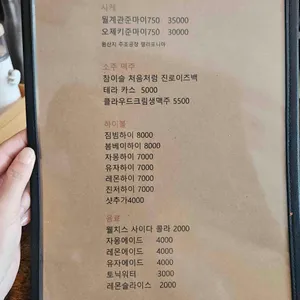 사케
월계관준마이750 35000
오제키준마이750 30000
원산지 주조공장 캘리포니아
소주 맥주
참이슬 처음처럼 진로이즈백
테라 카스 5000
클라우드크림생맥주 5500
하이볼
짐빔하이 8000
봄베이하이 8000
자몽하이 7000
유자하이 7000
레몬하이 7000
진저하이 7000
샷추가4000
음료
웰치스 사이다 콜라 2000
자몽에이드 4000
레몬에이드 4000
유자에이드 4000
토닉워터 3000
레몬슬라이스 2000